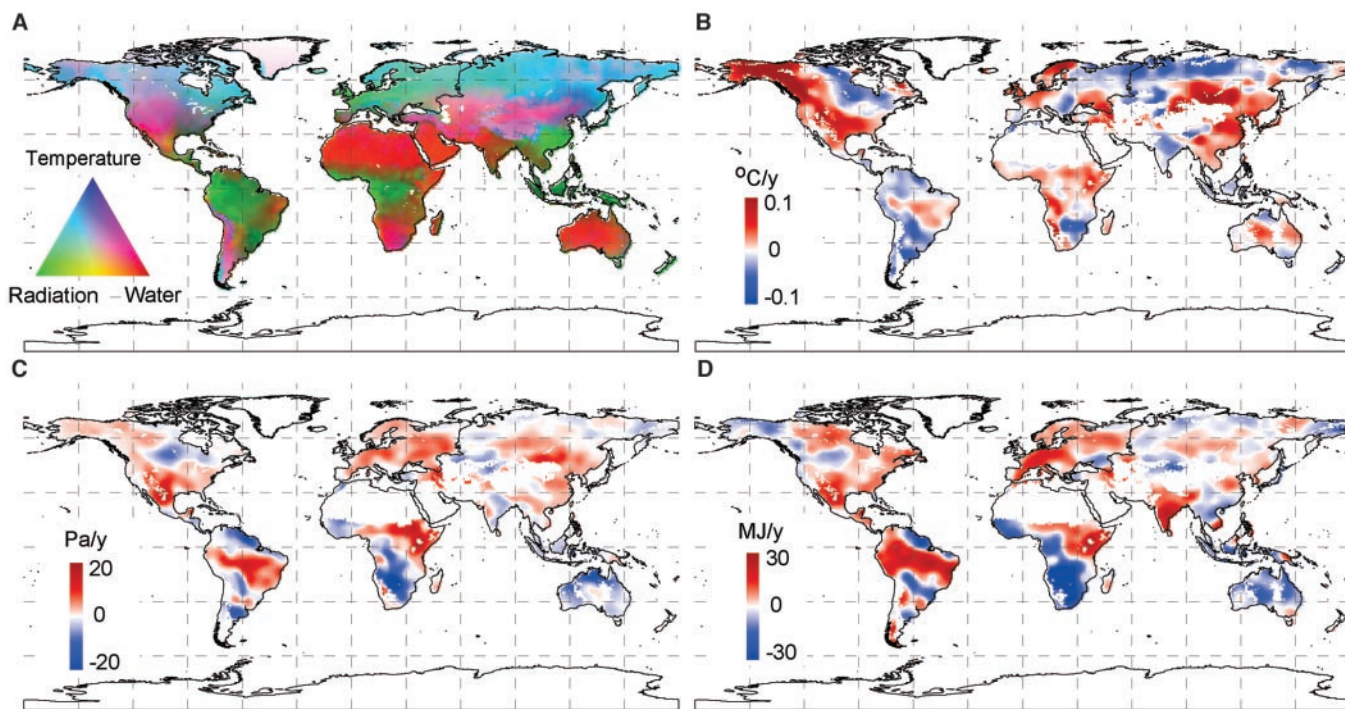 A
B
Temperature
Radiation Water
°C/y
0.1
0
-0.1
C
D
Pa/y
20
0
-20
MJ/y
30
0
-30